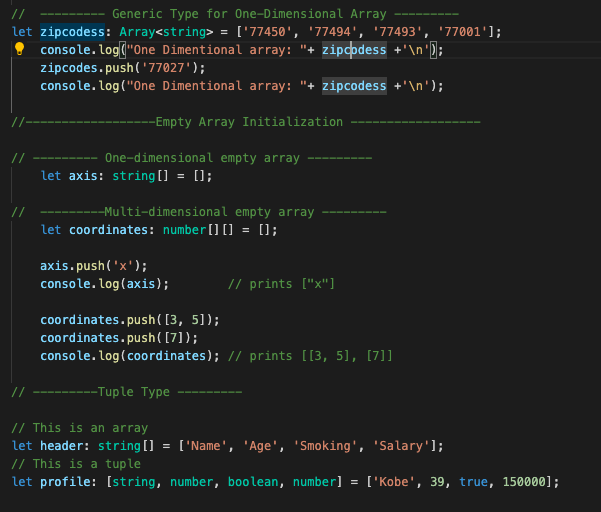 //  --------- Generic Type for One-Dimensional Array ---------
let zipcodess: Array<string> = ['77450', '77494', '77493', '77001'];
    console.log("One Dimentional array: "+ zipcodess +'\n');
    zipcodes.push('77027');
    console.log("One Dimentional array: "+ zipcodess +'\n');
//------------------Empty Array Initialization ------------------
// --------- One-dimensional empty array ---------
    let axis: string[] = [];
//  ---------Multi-dimensional empty array ---------
    let coordinates: number[][] = [];
    axis.push('x');
    console.log(axis);        // prints ["x"]
    coordinates.push([3, 5]);
    coordinates.push([7]);
    console.log(coordinates); // prints [[3, 5], [7]]
// ---------Tuple Type ---------
// This is an array
let header: string[] = ['Name', 'Age', 'Smoking', 'Salary'];
// This is a tuple
let profile: [string, number, boolean, number] = ['Kobe', 39, true, 150000];